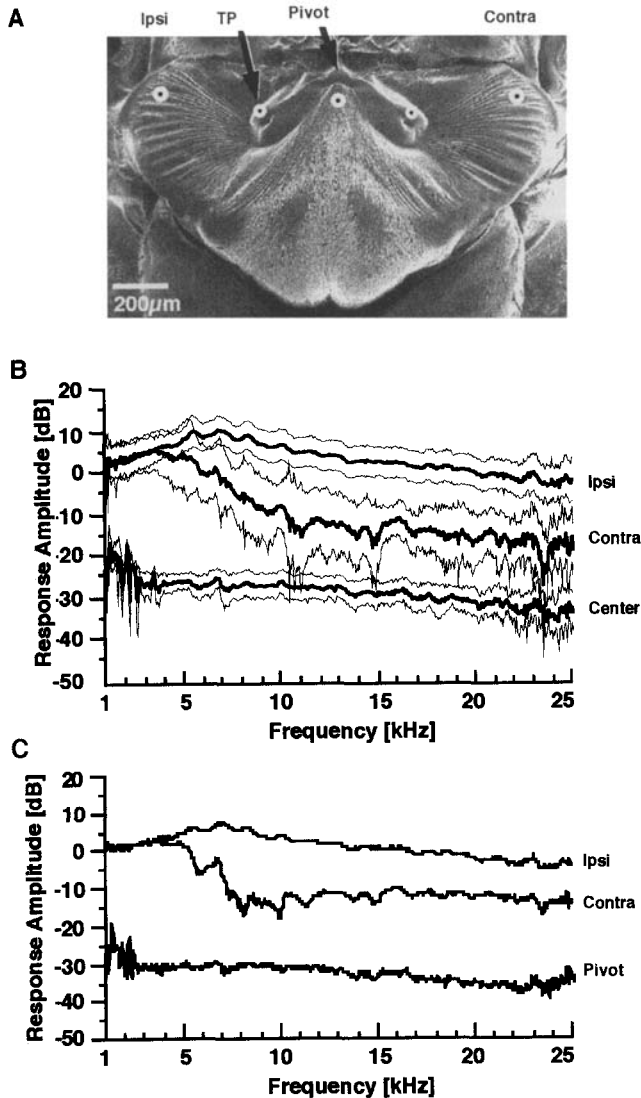 A
Ipsi TP Pivot Contra
200µm
B
Response Amplitude [dB]
20
10
0
-10
-20
-30
-40
-50
Ipsi
Contra
Center
1 5 10 15 20 25
Frequency [kHz]
C
Response Amplitude [dB]
20
10
0
-10
-20
-30
-40
-50
Ipsi
Contra
Pivot
1 5 10 15 20 25
Frequency [kHz]